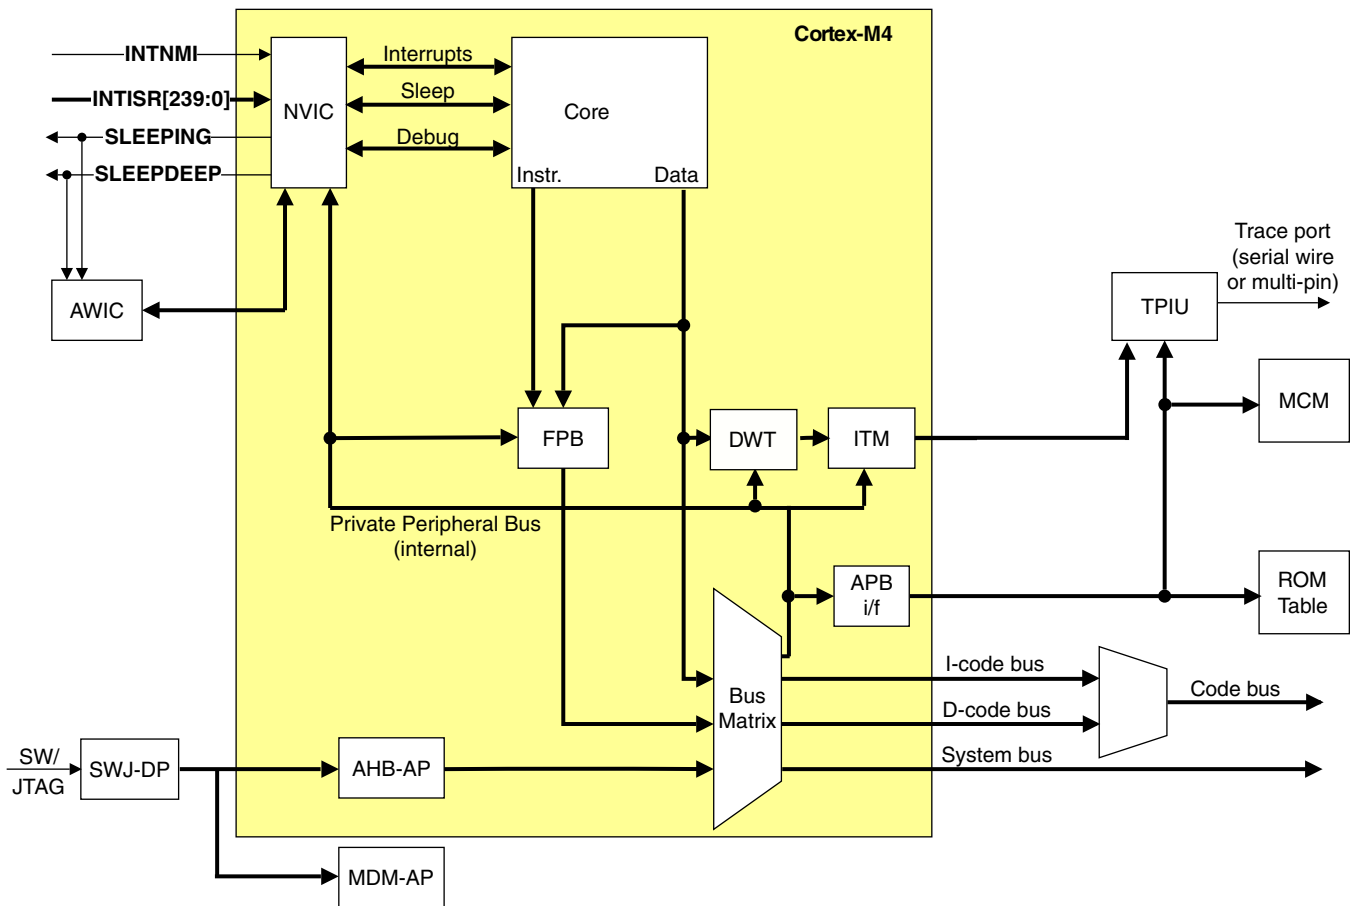 Cortex-M4
INTNMI
INTISR[239:0]
SLEEPING
SLEEPDEEP
NVIC
Interrupts
Sleep
Debug
Core
Instr.
Data
AWIC
Trace port
(serial wire
or multi-pin)
TPIU
MCM
FPB
DWT
ITM
Private Peripheral Bus
(internal)
APB
i/f
ROM
Table
Bus
Matrix
I-code bus
D-code bus
Code bus
System bus
SW/
JTAG
SWJ-DP
AHB-AP
MDM-AP